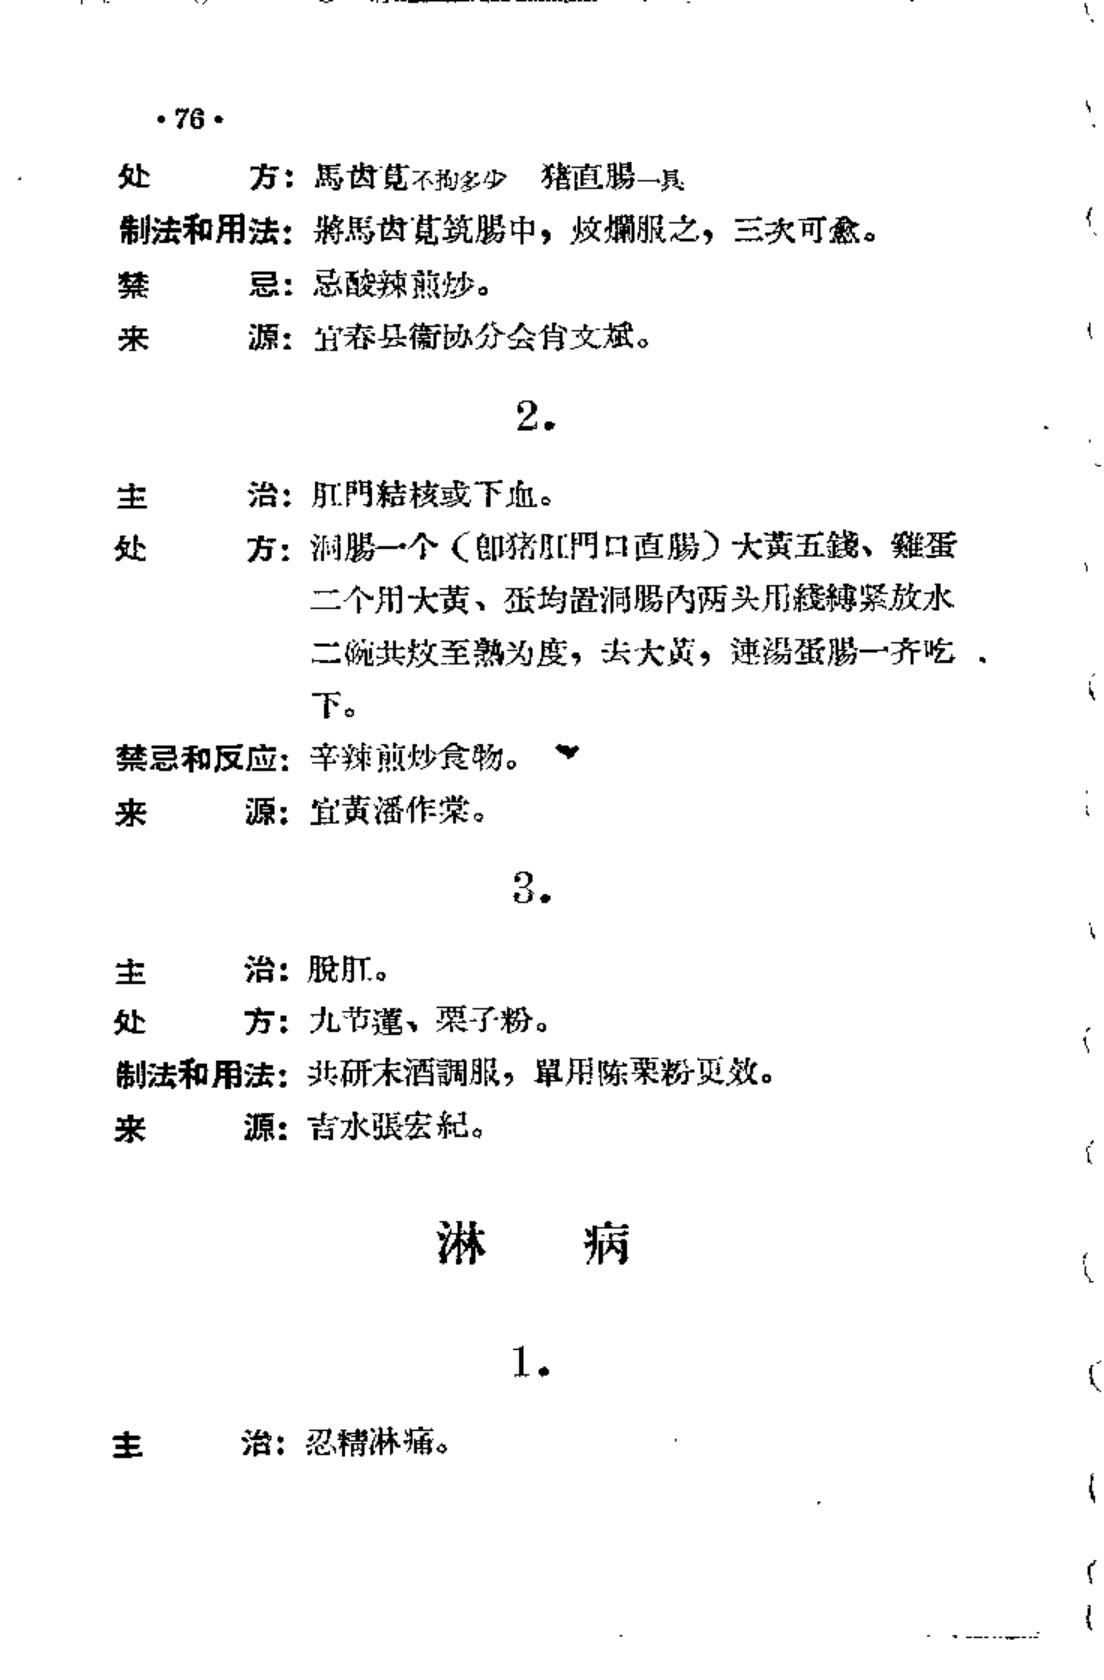 ·76·
处　　方：馬齿莧不拘多少　猪直腸一具
制法和用法：將馬齿莧筑腸中，炆爛服之，三次可愈。
禁　　忌：忌酸辣煎炒。
来　　源：宜春县衞协分会肖文斌。
2.
主　　治：肛門結核或下血。
处　　方：洞腸一个（卽猪肛門口直腸）大黃五錢、雞蛋
二个用大黄、蛋均置洞腸内两头用綫縛紧放水
二碗共炆至熟为度，去大黃，連湯蛋腸一齐吃
下。
禁忌和反应：辛辣煎炒食物。
来　　源：宜黃潘作棠。
3.
主　　治：脫肛。
处　　方：九节蓮、栗子粉。
制法和用法：共研末酒調服，單用陈栗粉更效。
来　　源：吉水張宏紀。
淋　　病
1.
主　　治：忍精淋痛。